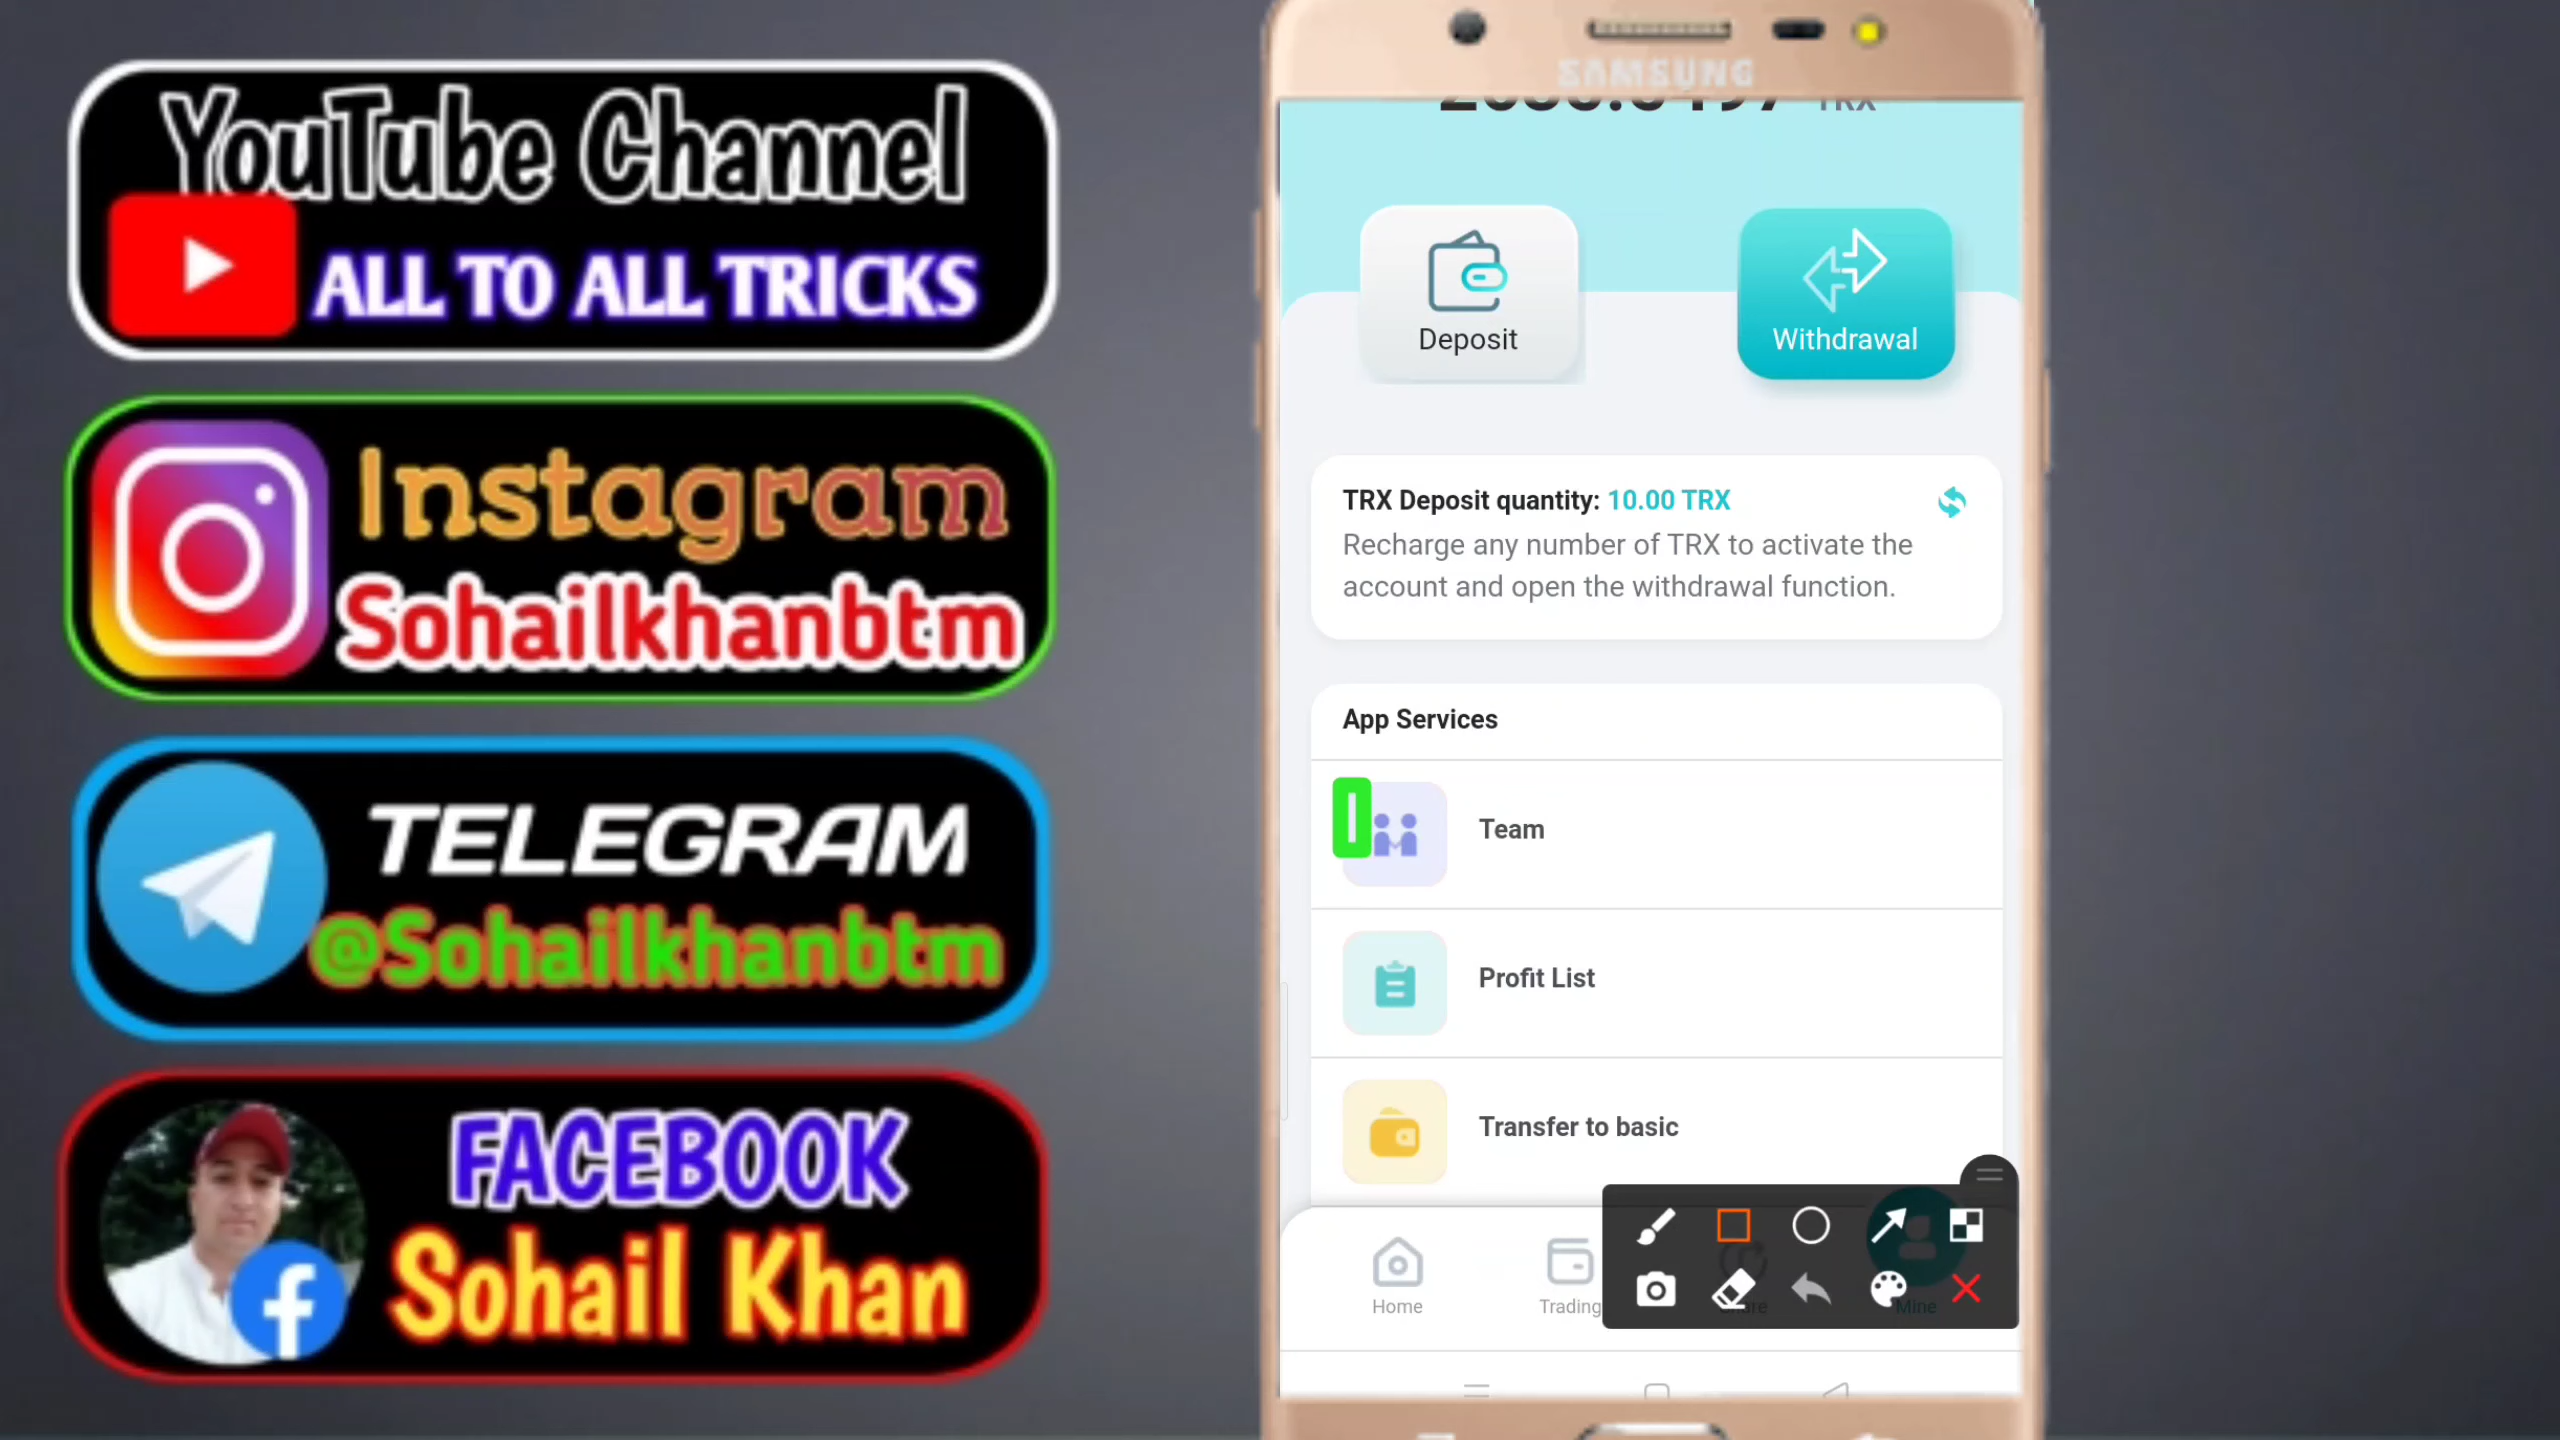 YouTube Channel
ALL TO ALL TRICKS
Instagram
Sohailkhanbtm
TELEGRAM
@Sohailkhanbtm
FACEBOOK
Sohail Khan
SAMSUNG
TRX
Deposit
Withdrawal
TRX Deposit quantity: 10.00 TRX
Recharge any number of TRX to activate the
account and open the withdrawal function.
App Services
Team
Profit List
Transfer to basic
Home
Trading
Mine